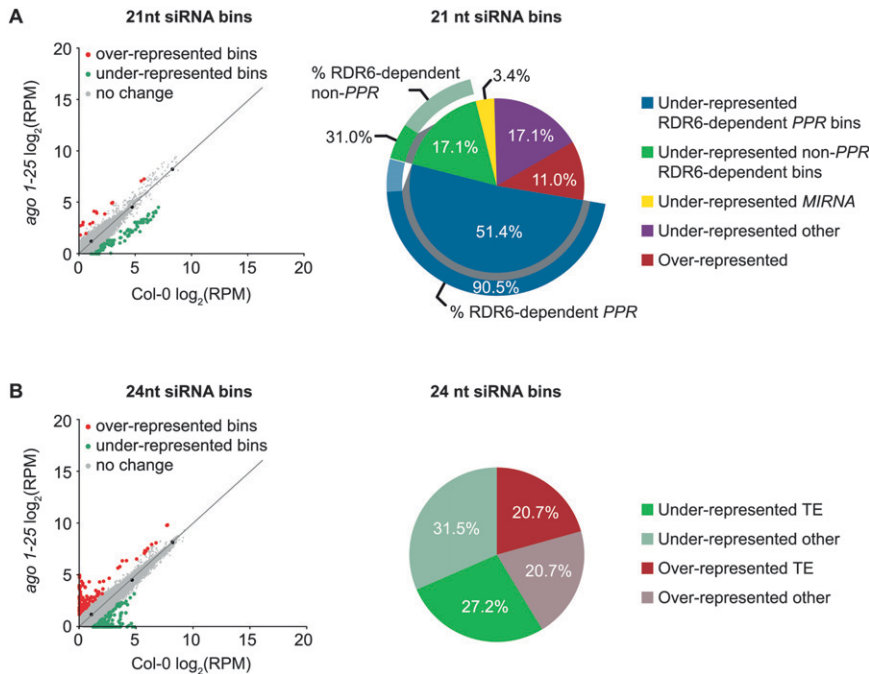 A
21nt siRNA bins
20
15
10
5
0
over-represented bins
under-represented bins
no change
ago 1-25 log2(RPM)
0 5 10 15 20
Col-0 log2(RPM)
21 nt siRNA bins
% RDR6-dependent
non-PPR
3.4%
31.0%
17.1%
17.1%
11.0%
51.4%
90.5%
% RDR6-dependent PPR
Under-represented
RDR6-dependent PPR bins
Under-represented non-PPR
RDR6-dependent bins
Under-represented MIRNA
Under-represented other
Over-represented
B
24nt siRNA bins
20
15
10
5
0
over-represented bins
under-represented bins
no change
ago 1-25 log2(RPM)
0 5 10 15 20
Col-0 log2(RPM)
24 nt siRNA bins
31.5%
20.7%
20.7%
27.2%
Under-represented TE
Under-represented other
Over-represented TE
Over-represented other